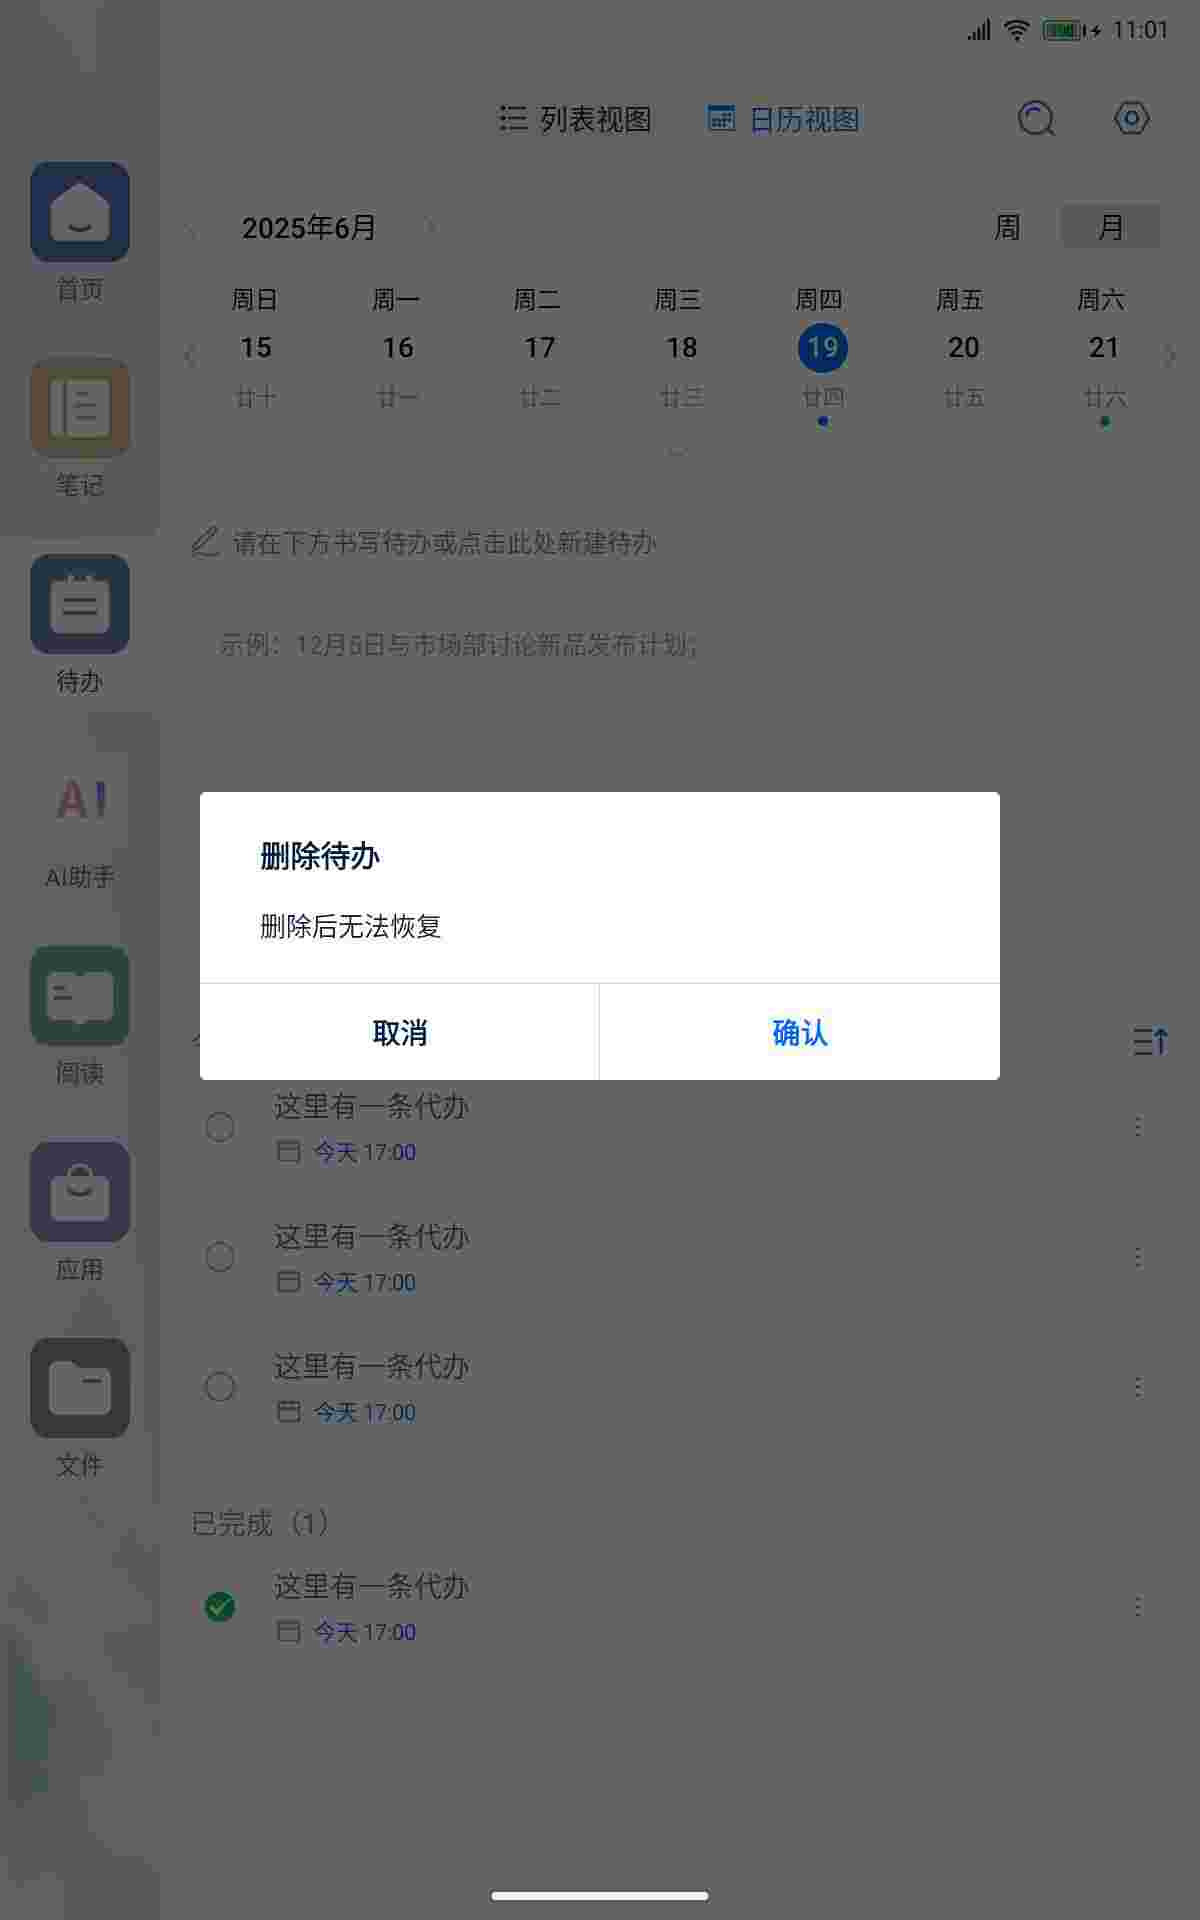 11:01
列表视图
日历视图
2025年6月
周
月
周日 周一 周二 周三 周四 周五 周六
15 16 17 18 19 20 21
廿十 廿一 廿二 廿三 廿四 廿五 廿六
首页
笔记
待办
AI
AI助手
阅读
应用
文件
请在下方书写待办或点击此处新建待办
示例：12月6日与市场部讨论新品发布计划；
删除待办
删除后无法恢复
取消
确认
这里有一条代办
今天 17:00
这里有一条代办
今天 17:00
这里有一条代办
今天 17:00
已完成（1）
这里有一条代办
今天 17:00